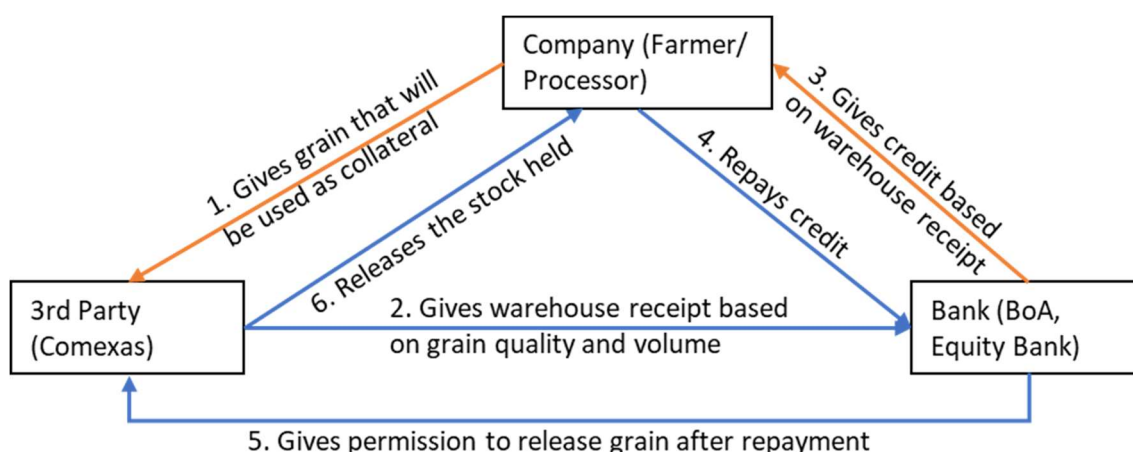 Company (Farmer/
Processor)
1. Gives grain that will
be used as collateral
3. Gives credit based
on warehouse receipt
4. Repays credit
6. Releases the stock held
3rd Party
(Comexas)
2. Gives warehouse receipt based
on grain quality and volume
Bank (BoA,
Equity Bank)
5. Gives permission to release grain after repayment